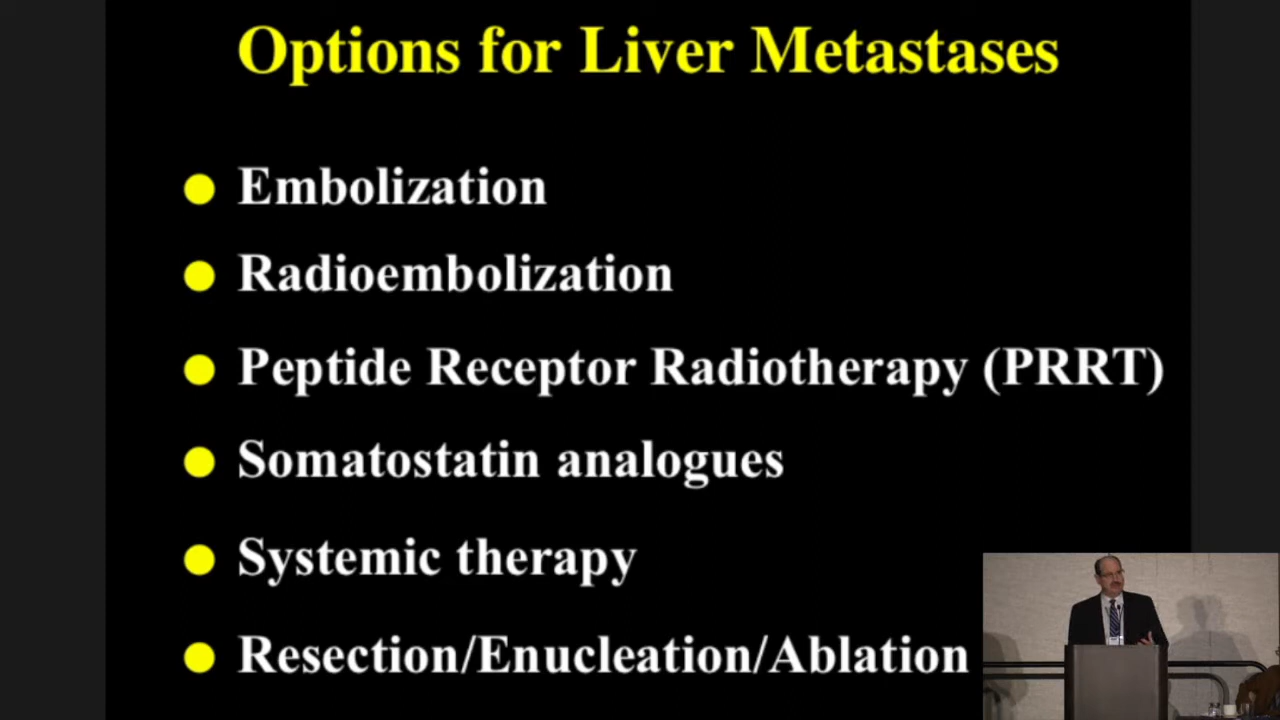 Options for Liver Metastases
Embolization
Radioembolization
Peptide Receptor Radiotherapy (PRRT)
Somatostatin analogues
Systemic therapy
Resection/Enucleation/Ablation